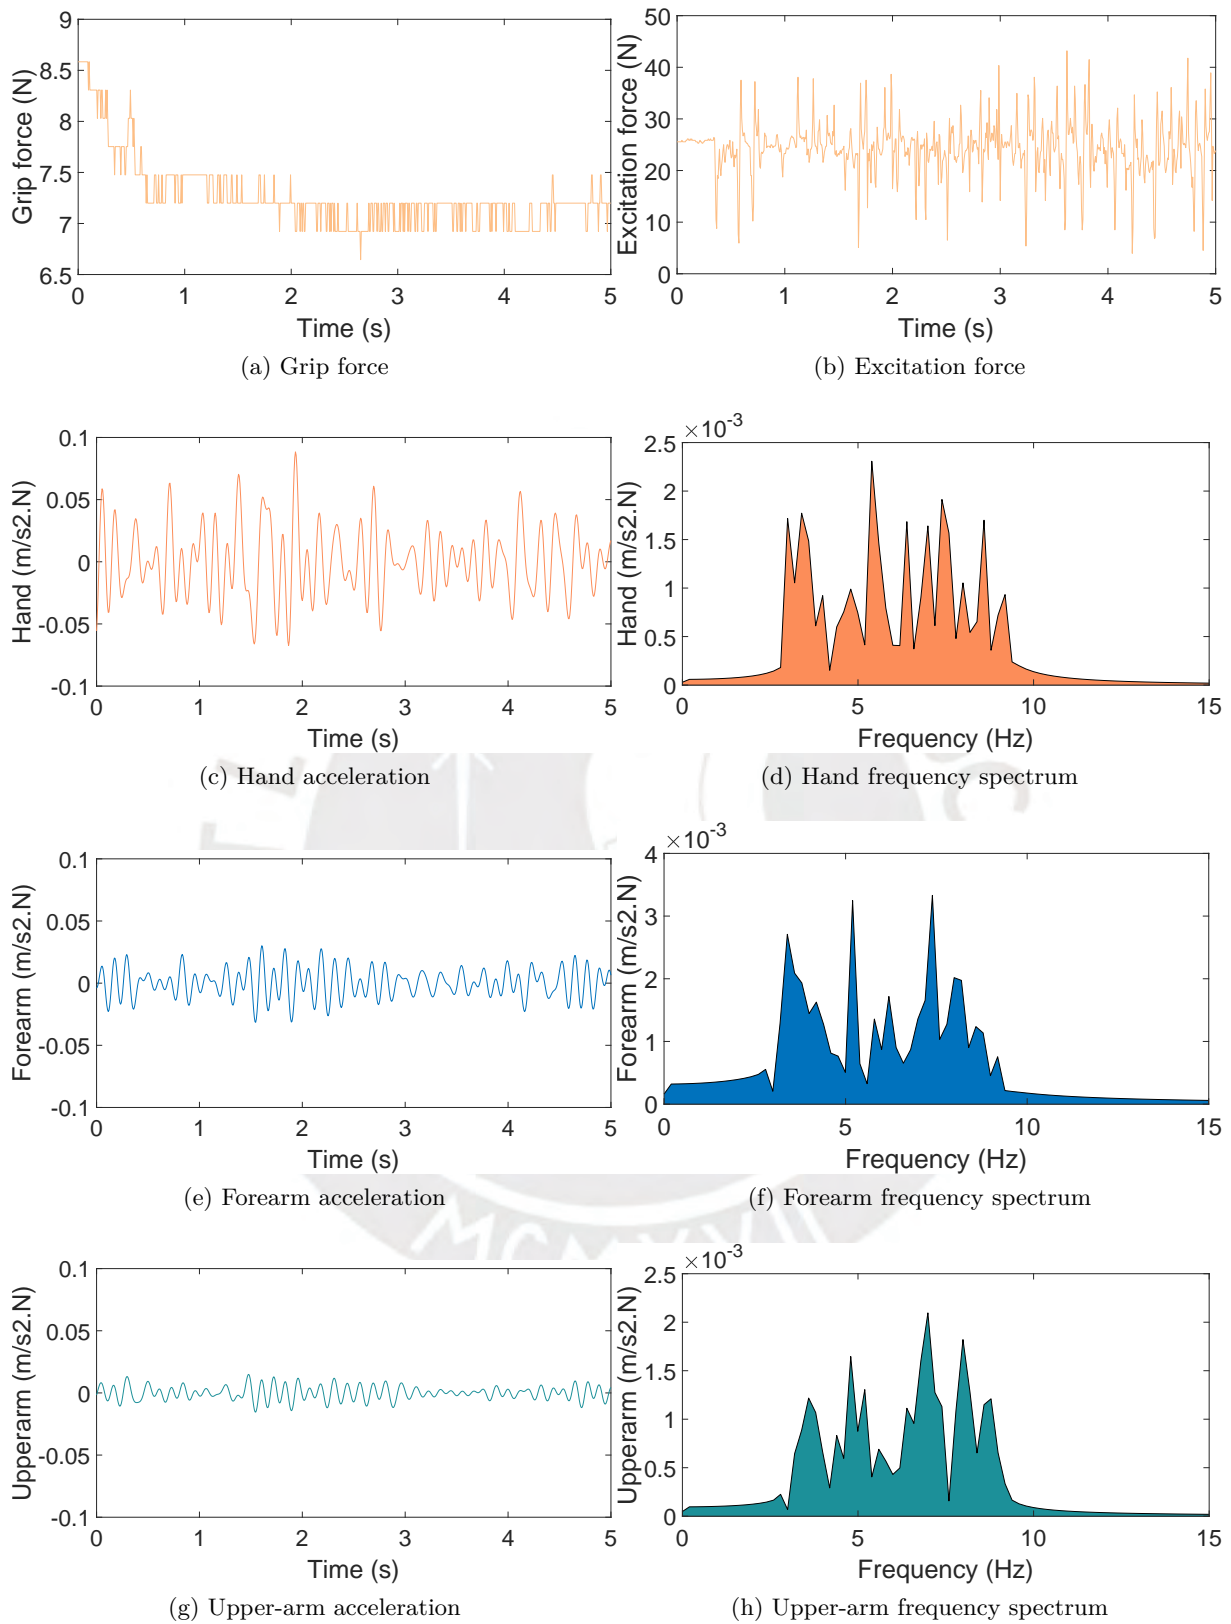 9
8.5
8
7.5
7
6.5
Grip force (N)
0 1 2 3 4 5
Time (s)
(a) Grip force
50
40
30
20
10
0
Excitation force (N)
0 1 2 3 4 5
Time (s)
(b) Excitation force
0.1
0.05
0
-0.05
-0.1
Hand (m/s2.N)
0 1 2 3 4 5
Time (s)
(c) Hand acceleration
×10-3
2.5
2
1.5
1
0.5
0
Hand (m/s2.N)
0 5 10 15
Frequency (Hz)
(d) Hand frequency spectrum
0.1
0.05
0
-0.05
-0.1
Forearm (m/s2.N)
0 1 2 3 4 5
Time (s)
(e) Forearm acceleration
×10-3
4
3
2
1
0
Forearm (m/s2.N)
0 5 10 15
Frequency (Hz)
(f) Forearm frequency spectrum
MCMXVII
0.1
0.05
0
-0.05
-0.1
Upperarm (m/s2.N)
0 1 2 3 4 5
Time (s)
(g) Upper-arm acceleration
×10-3
2.5
2
1.5
1
0.5
0
Upperarm (m/s2.N)
0 5 10 15
Frequency (Hz)
(h) Upper-arm frequency spectrum